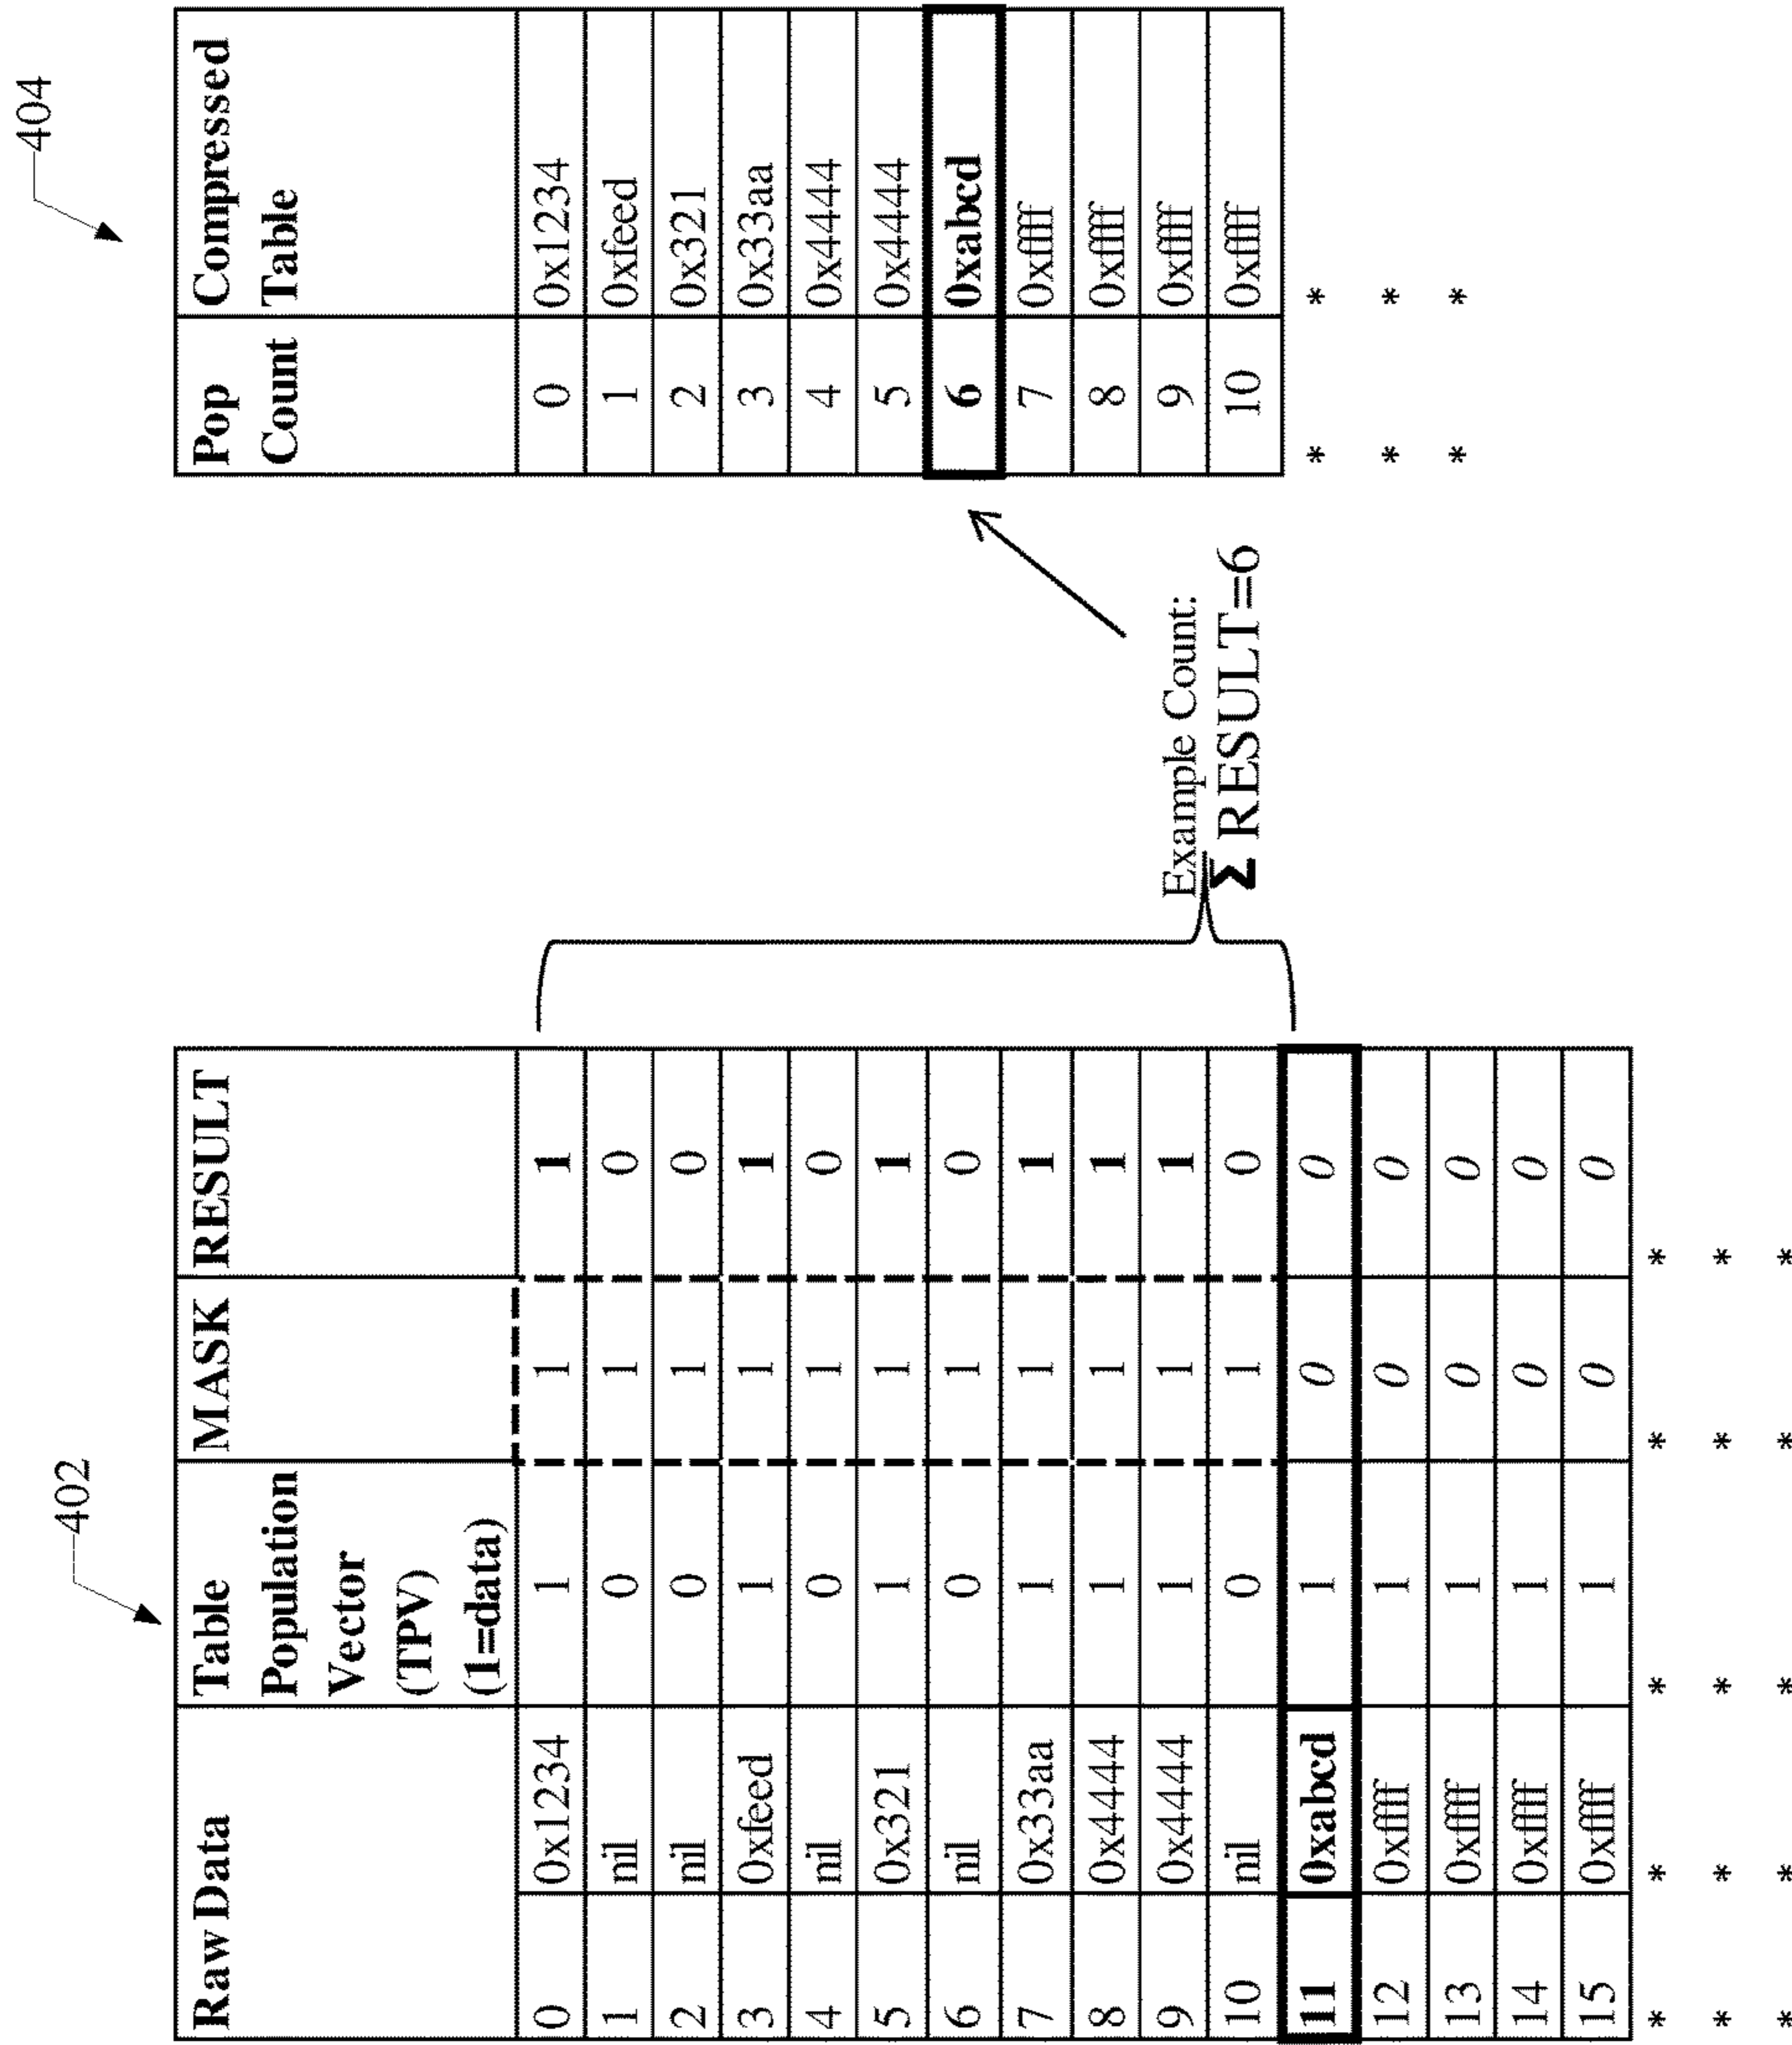 402
Raw Data Table Population Vector (TPV) (1=data) MASK RESULT
0 0x1234 1 1 1
1 nil 0 1 0
2 nil 0 1 0
3 0xfeed 1 1 1
4 nil 0 1 0
5 0x321 1 1 1
6 nil 0 1 0
7 0x33aa 1 1 1
8 0x4444 1 1 1
9 0x4444 1 1 1
10 nil 0 1 0
11 0xabcd 1 0 0
12 0xffff 1 0 0
13 0xffff 1 0 0
14 0xffff 1 0 0
15 0xffff 1 0 0
* * * * *
* * * * *
* * * * *
Example Count:
Σ RESULT=6
404
Pop Count Compressed Table
0 0x1234
1 0xfeed
2 0x321
3 0x33aa
4 0x4444
5 0x4444
6 0xabcd
7 0xffff
8 0xffff
9 0xffff
10 0xffff
* *
* *
* *